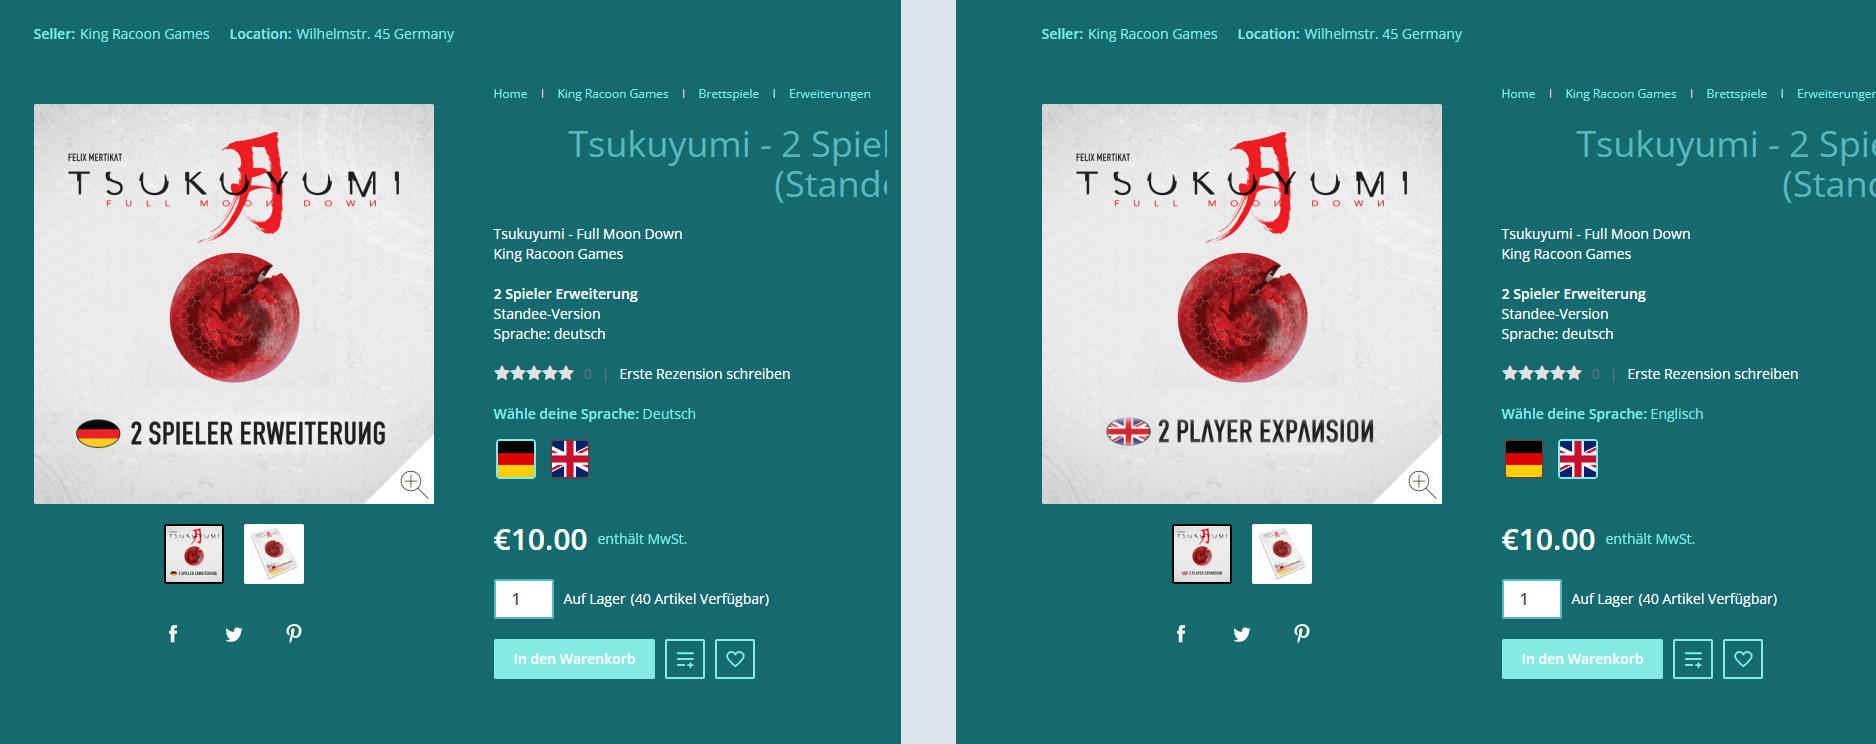 Seller: King Racoon Games Location: Wilhelmstr. 45 Germany
Home | King Racoon Games | Brettspiele | Erweiterungen
FELIX MERTIKAT
TSUKUYUMI
FULL MOON DOWN
月
2 SPIELER ERWEITERUNG
Tsukuyumi - 2 Spiel
(Stande
Tsukuyumi - Full Moon Down
King Racoon Games
2 Spieler Erweiterung
Standee-Version
Sprache: deutsch
0 | Erste Rezension schreiben
Wähle deine Sprache: Deutsch
€10.00 enthält MwSt.
1 Auf Lager (40 Artikel Verfügbar)
In den Warenkorb
Seller: King Racoon Games Location: Wilhelmstr. 45 Germany
Home | King Racoon Games | Brettspiele | Erweiterungen
FELIX MERTIKAT
TSUKUYUMI
FULL MOON DOWN
月
2 PLAYER EXPANSION
Tsukuyumi - 2 Spie
(Stand
Tsukuyumi - Full Moon Down
King Racoon Games
2 Spieler Erweiterung
Standee-Version
Sprache: deutsch
0 | Erste Rezension schreiben
Wähle deine Sprache: Englisch
€10.00 enthält MwSt.
1 Auf Lager (40 Artikel Verfügbar)
In den Warenkorb